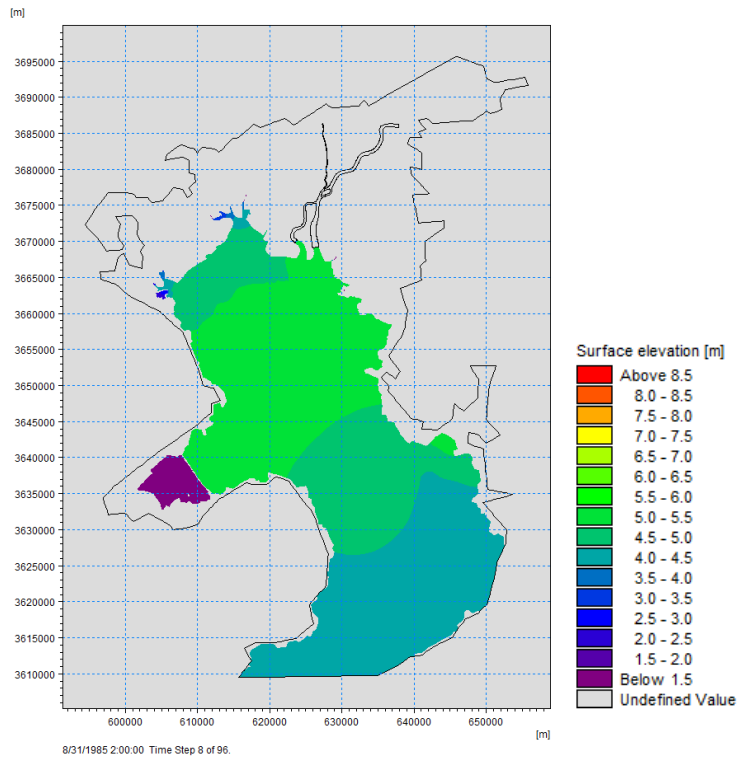 [m]
3695000
3690000
3685000
3680000
3675000
3670000
3665000
3660000
3655000
3650000
3645000
3640000
3635000
3630000
3625000
3620000
3615000
3610000
600000 610000 620000 630000 640000 650000
[m]
8/31/1985 2:00:00 Time Step 8 of 96.
Surface elevation [m]
Above 8.5
8.0 - 8.5
7.5 - 8.0
7.0 - 7.5
6.5 - 7.0
6.0 - 6.5
5.5 - 6.0
5.0 - 5.5
4.5 - 5.0
4.0 - 4.5
3.5 - 4.0
3.0 - 3.5
2.5 - 3.0
2.0 - 2.5
1.5 - 2.0
Below 1.5
Undefined Value